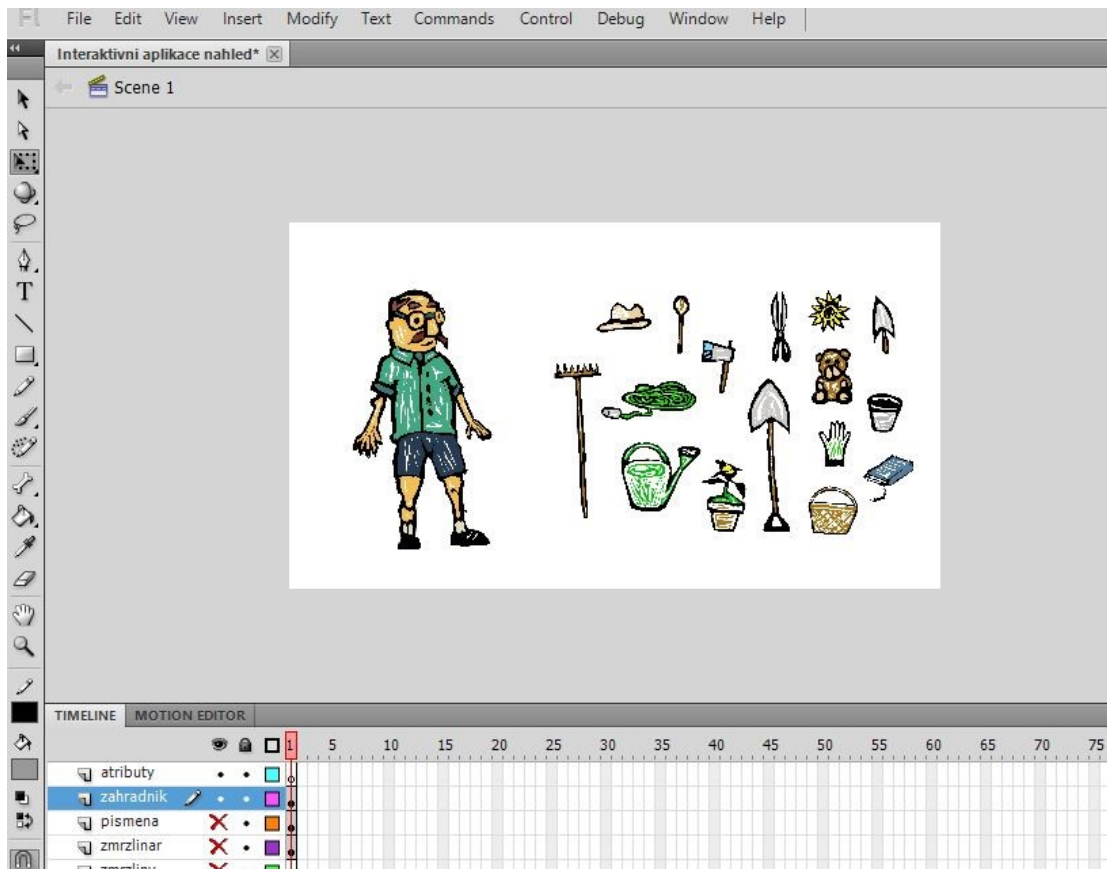 Fl File Edit View Insert Modify Text Commands Control Debug Window Help
Interaktivni aplikace nahled*
Scene 1
T
TIMELINE MOTION EDITOR
1 5 10 15 20 25 30 35 40 45 50 55 60 65 70 75
atributy
zahradnik
pismena
zmrzlinar
zmrzliny